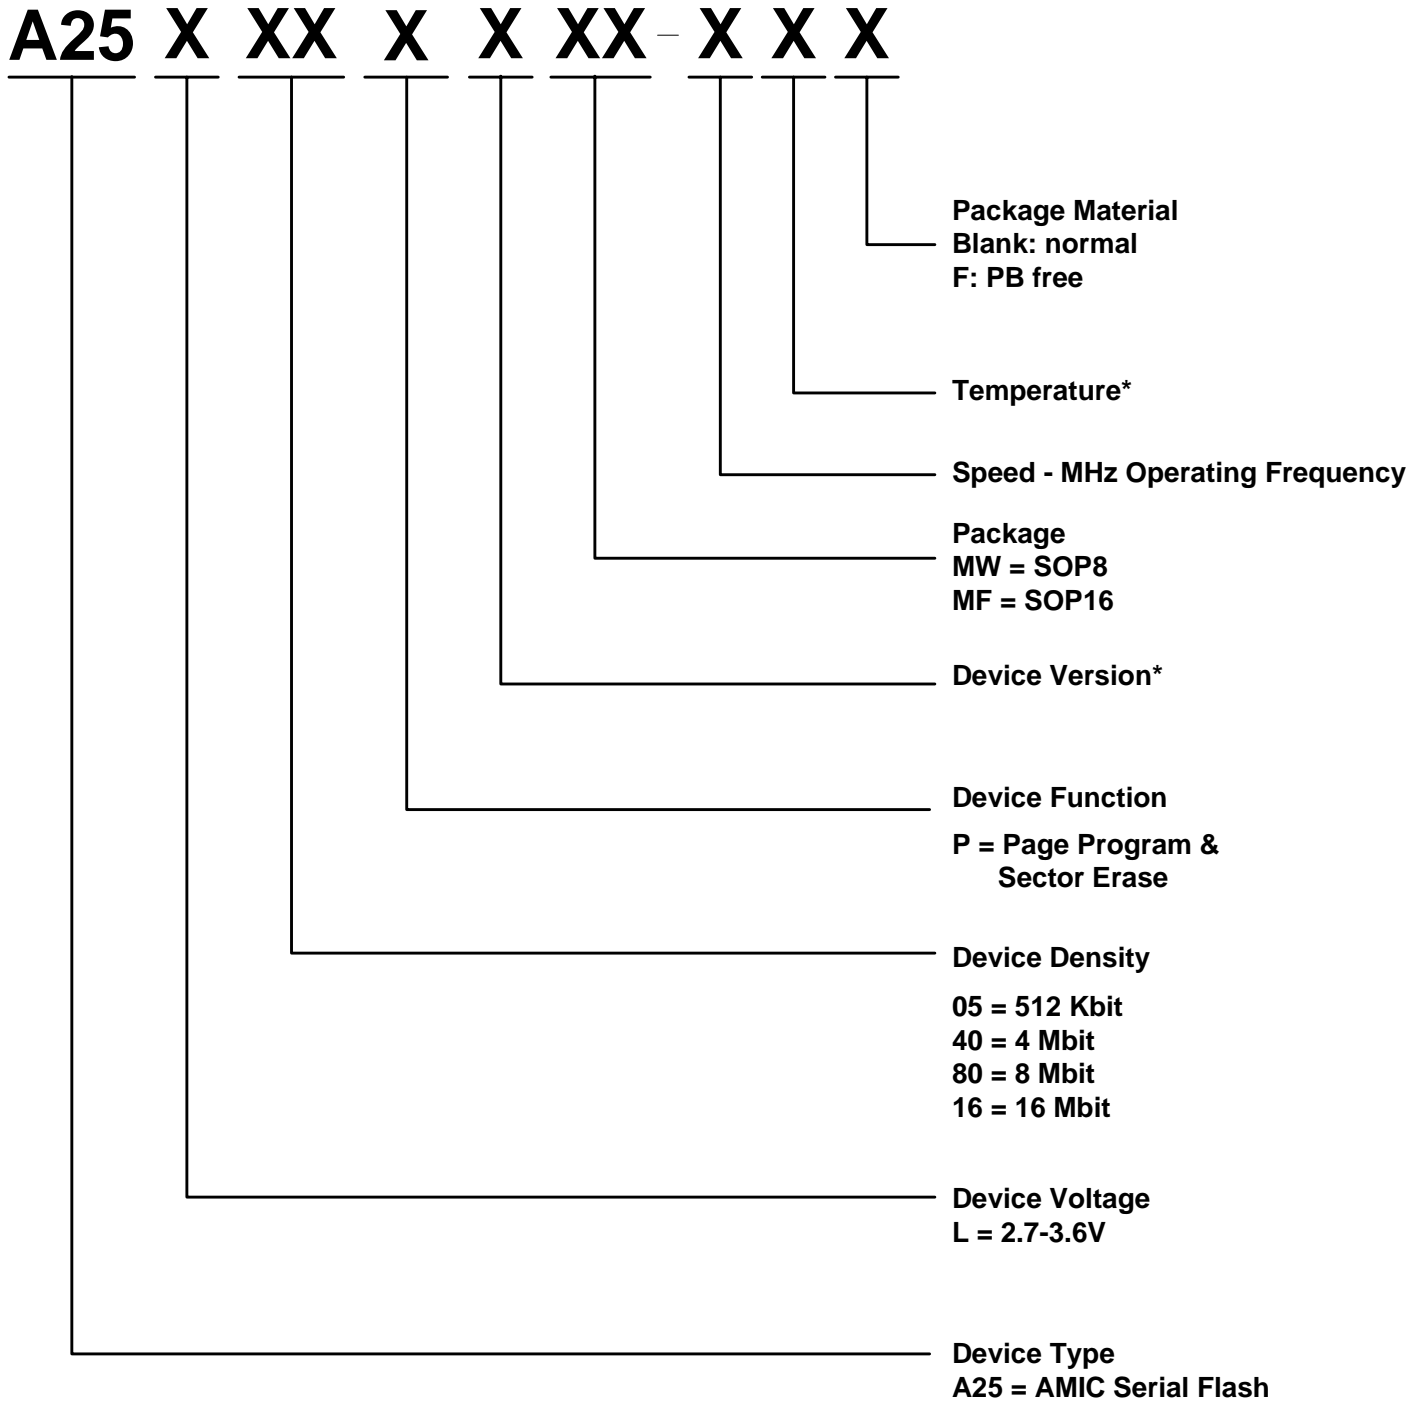 A25 X XX X X XX - X X X
Package Material
Blank: normal
F: PB free
Temperature*
Speed - MHz Operating Frequency
Package
MW = SOP8
MF = SOP16
Device Version*
Device Function
P = Page Program &
Sector Erase
Device Density
05 = 512 Kbit
40 = 4 Mbit
80 = 8 Mbit
16 = 16 Mbit
Device Voltage
L = 2.7-3.6V
Device Type
A25 = AMIC Serial Flash